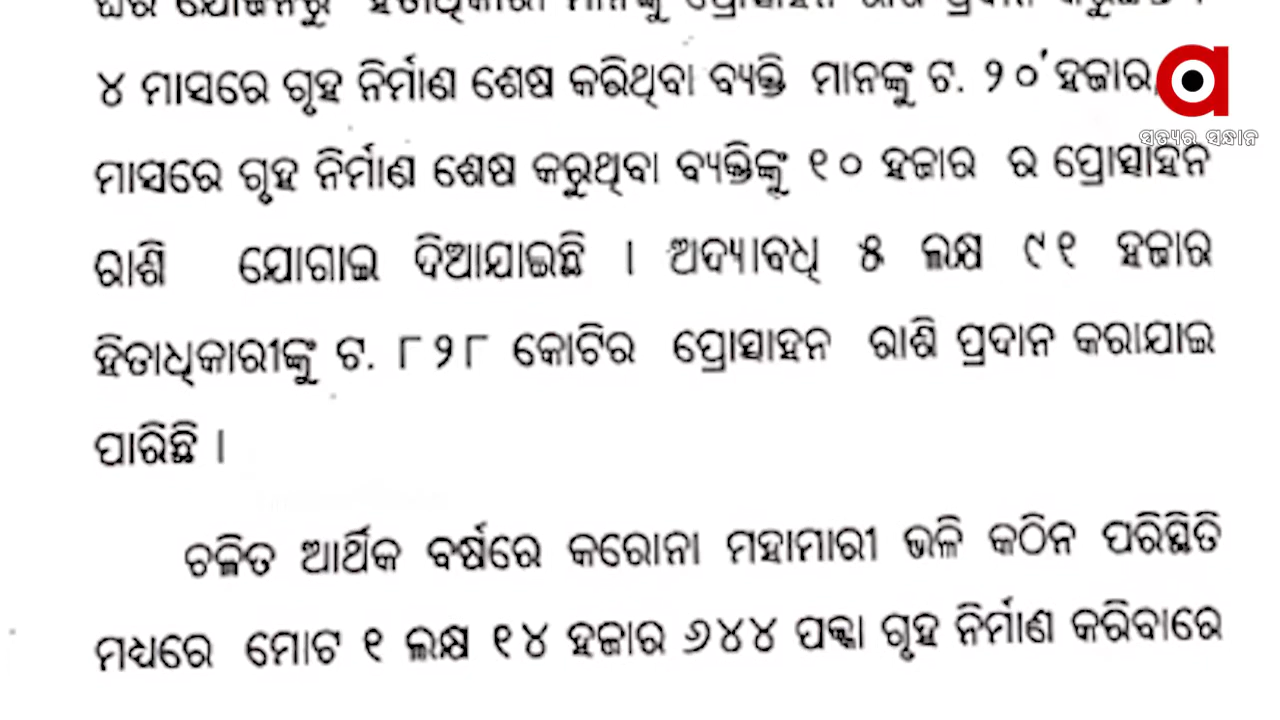 ୪ ମାସରେ ଗୃହ ନିର୍ମାଣ ଶେଷ କରିଥିବା ବ୍ୟକ୍ତି ମାନଙ୍କୁ ଟ. ୨୦ ହଜାର,
ସତ୍ୟର ସନ୍ଧାନ
ମାସରେ ଗୃହ ନିର୍ମାଣ ଶେଷ କରୁଥିବା ବ୍ୟକ୍ତିଙ୍କୁ ୧୦ ହଜାର ର ପ୍ରୋତ୍ସାହନ
ରାଶି ଯୋଗାଇ ଦିଆଯାଇଛି । ଅଦ୍ୟାବଧି ୫ ଲକ୍ଷ ୯୧ ହଜାର
ହିତାଧିକାରୀଙ୍କୁ ଟ. ୮୨୮ କୋଟିର ପ୍ରୋତ୍ସାହନ ରାଶି ପ୍ରଦାନ କରାଯାଇ
ପାରିଛି ।
ଚଳିତ ଆର୍ଥିକ ବର୍ଷରେ କରୋନା ମହାମାରୀ ଭଳି କଠିନ ପରିସ୍ଥିତି
ମଧ୍ୟରେ ମୋଟ ୧ ଲକ୍ଷ ୧୪ ହଜାର ୬୪୪ ପକ୍କା ଗୃହ ନିର୍ମାଣ କରିବାରେ